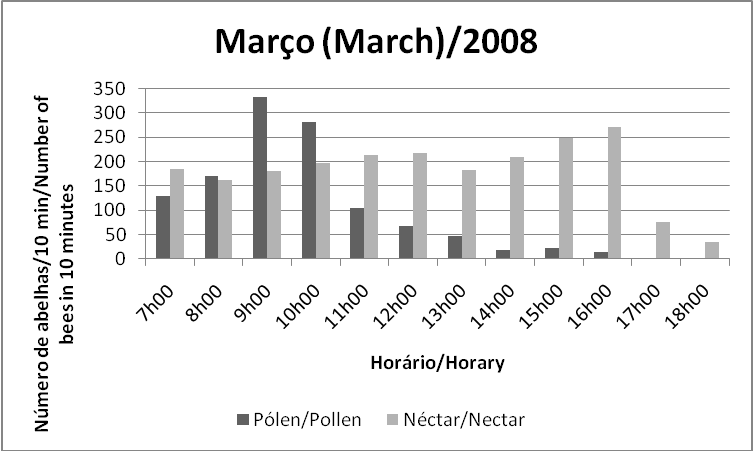 Março (March)/2008
Número de abelhas/10 min/Number of
bees in 10 minutes
350
300
250
200
150
100
50
0
7h00
8h00
9h00
10h00
11h00
12h00
13h00
14h00
15h00
16h00
17h00
18h00
Horário/Horary
Pólen/Pollen
Néctar/Nectar